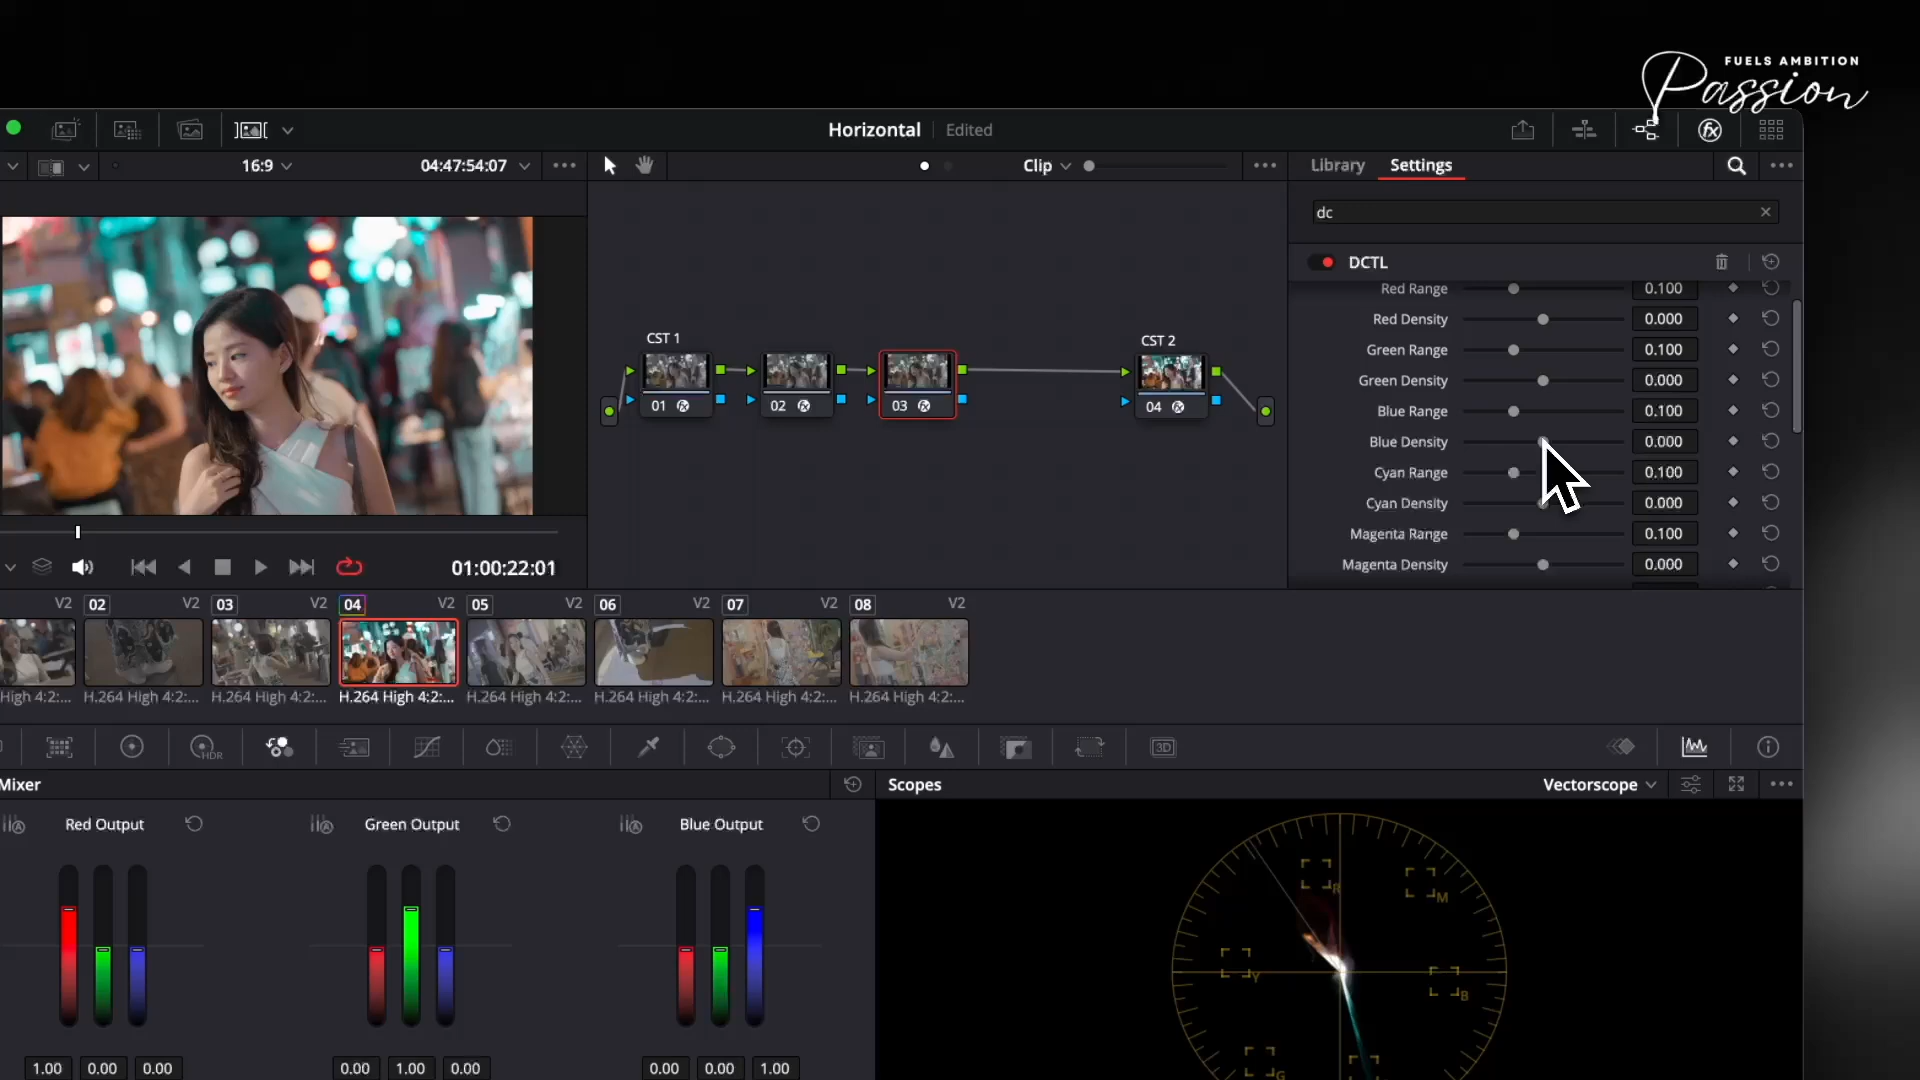 FUELS AMBITION
Passion
Horizontal Edited
16:9 04:47:54:07 Clip Library Settings
dc
DCTL
Red Range 0.100
Red Density 0.000
Green Range 0.100
Green Density 0.000
Blue Range 0.100
Blue Density 0.000
Cyan Range 0.100
Cyan Density 0.000
Magenta Range 0.100
Magenta Density 0.000
CST 1
01
02
03
CST 2
04
01:00:22:01
V2 02 V2 03 V2 04 V2 05 V2 06 V2 07 V2 08 V2
High 4:2:... H.264 High 4:2:... H.264 High 4:2:... H.264 High 4:2:... H.264 High 4:2:... H.264 High 4:2:... H.264 High 4:2:... H.264 High 4:2:...
HDR
3D
Mixer
Scopes Vectorscope
Red Output Green Output Blue Output
R
M
Y
B
G
1.00 0.00 0.00 0.00 1.00 0.00 0.00 0.00 1.00